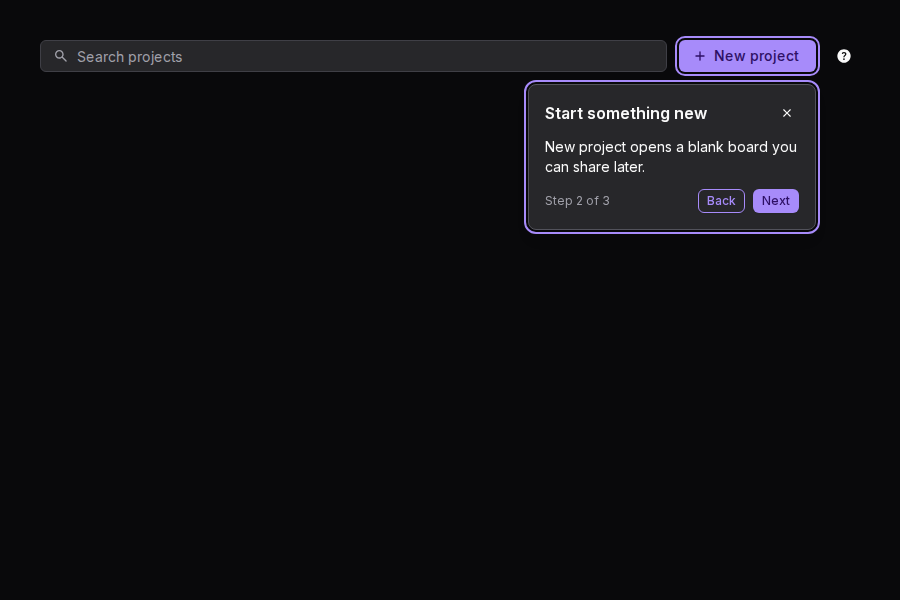 Search projects
New project
Start something new
New project opens a blank board you
can share later.
Step 2 of 3
Back
Next